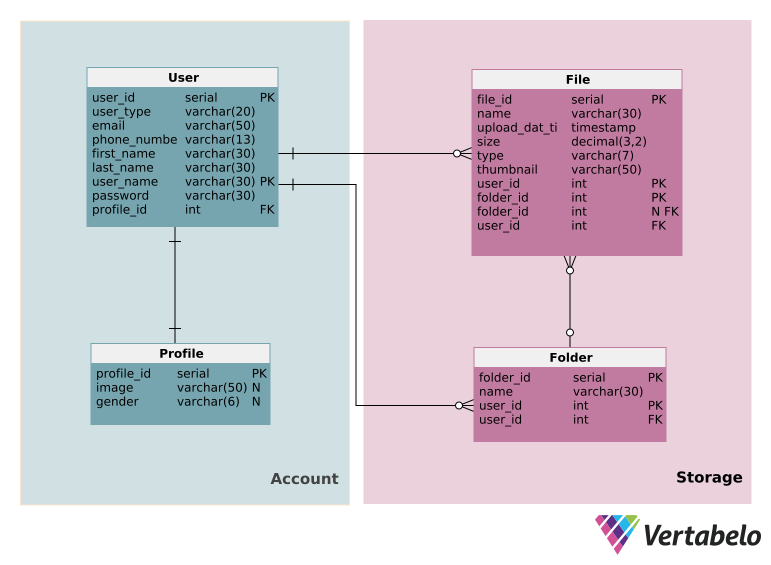 User
user_id serial PK
user_type varchar(20)
email varchar(50)
phone_numbe varchar(13)
first_name varchar(30)
last_name varchar(30)
user_name varchar(30) PK
password varchar(30)
profile_id int FK
Profile
profile_id serial PK
image varchar(50) N
gender varchar(6) N
Account
File
file_id serial PK
name varchar(30)
upload_dat_ti timestamp
size decimal(3,2)
type varchar(7)
thumbnail varchar(50)
user_id int PK
folder_id int PK
folder_id int N FK
user_id int FK
Folder
folder_id serial PK
name varchar(30)
user_id int PK
user_id int FK
Storage
Vertabelo